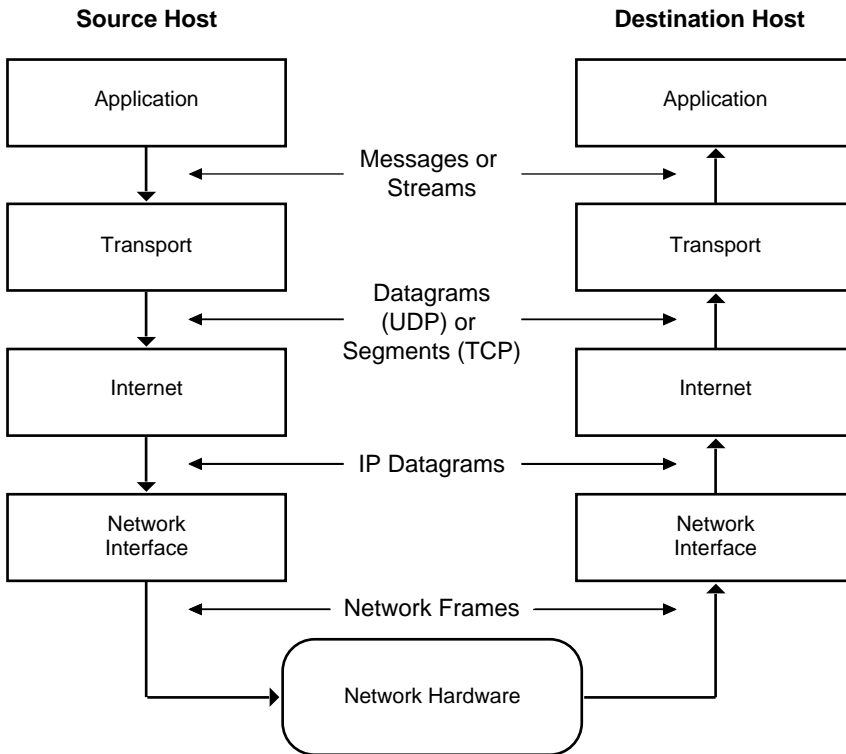 Source Host
Destination Host
Application
Application
Messages or
Streams
Transport
Transport
Datagrams
(UDP) or
Segments (TCP)
Internet
Internet
IP Datagrams
Network
Interface
Network
Interface
Network Frames
Network Hardware